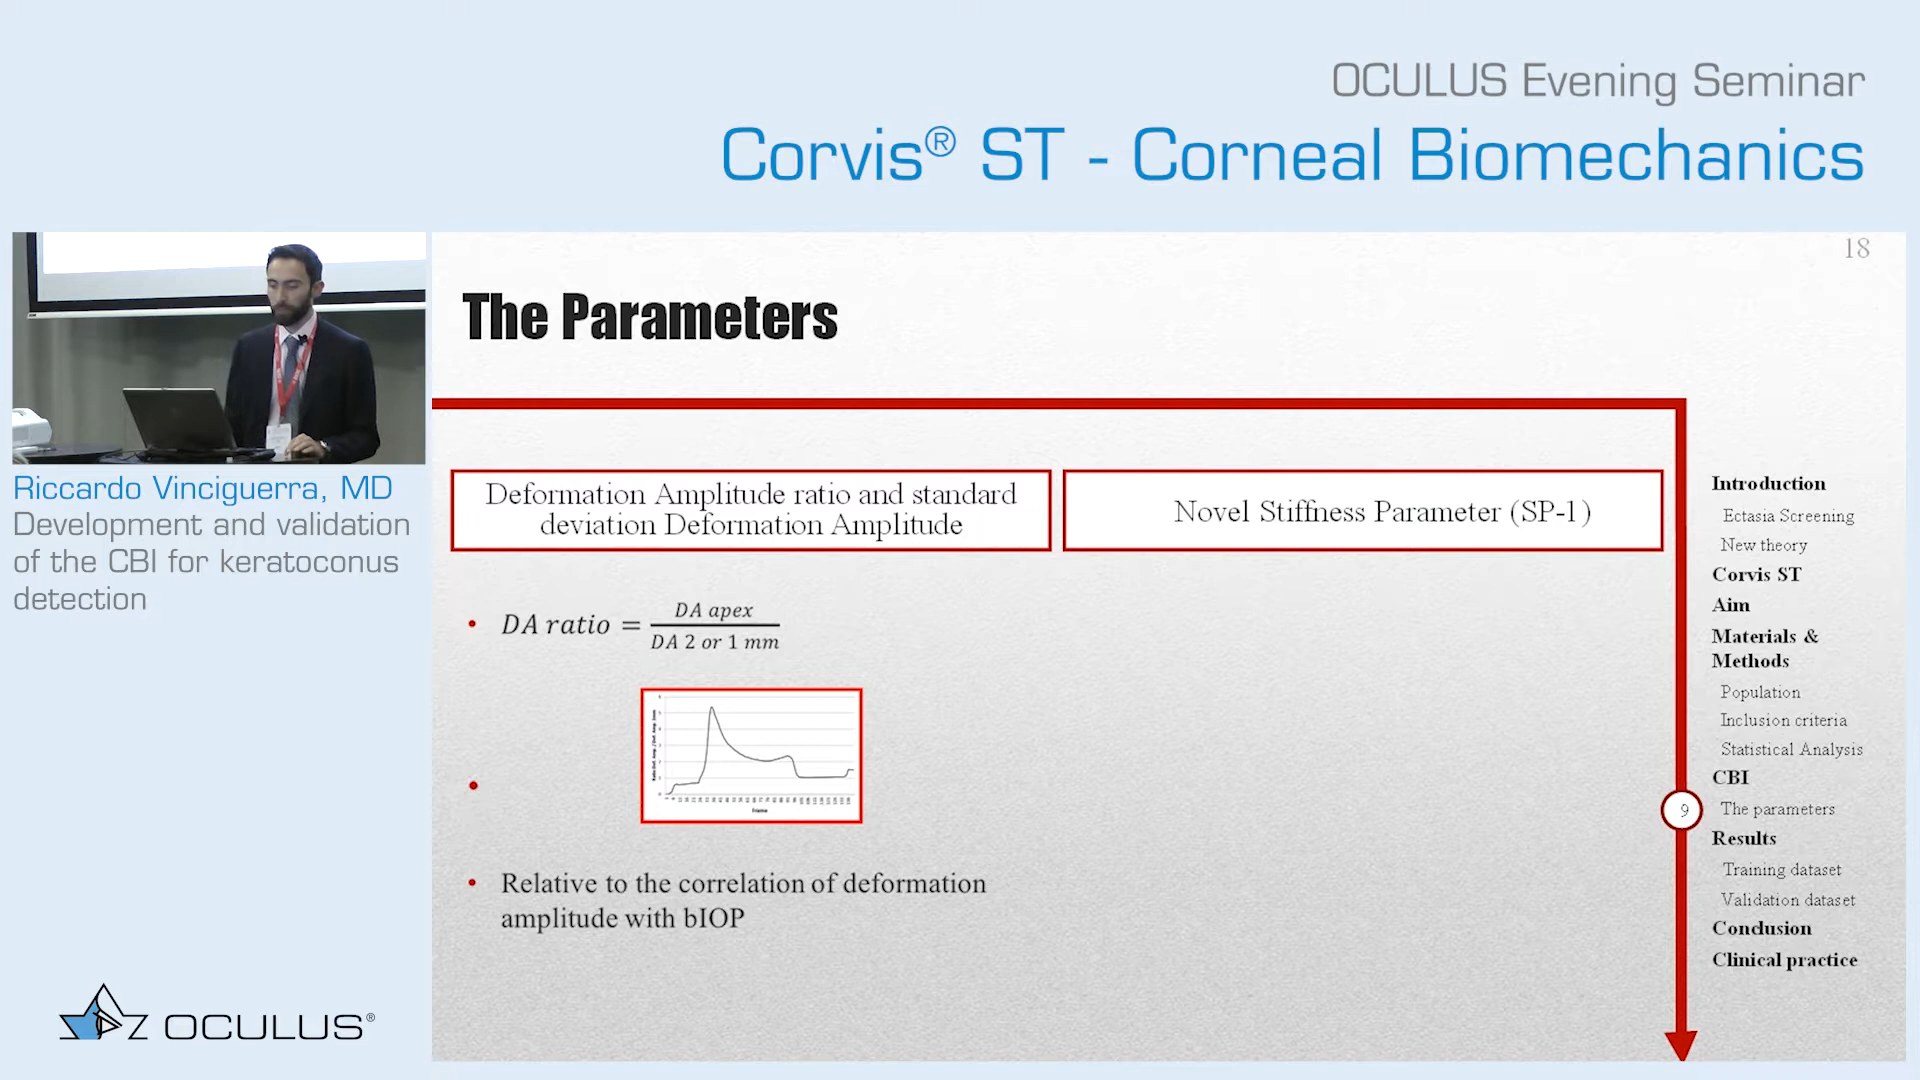 OCULUS Evening Seminar
Corvis® ST - Corneal Biomechanics
18
The Parameters
Deformation Amplitude ratio and standard
deviation Deformation Amplitude
Novel Stiffness Parameter (SP-1)
• DA ratio = DA apex
DA 2 or 1 mm
Frame
•
• Relative to the correlation of deformation
amplitude with bIOP
Introduction
Ectasia Screening
New theory
Corvis ST
Aim
Materials &
Methods
Population
Inclusion criteria
Statistical Analysis
CBI
9
The parameters
Results
Training dataset
Validation dataset
Conclusion
Clinical practice
Riccardo Vinciguerra, MD
Development and validation
of the CBI for keratoconus
detection
OCULUS®